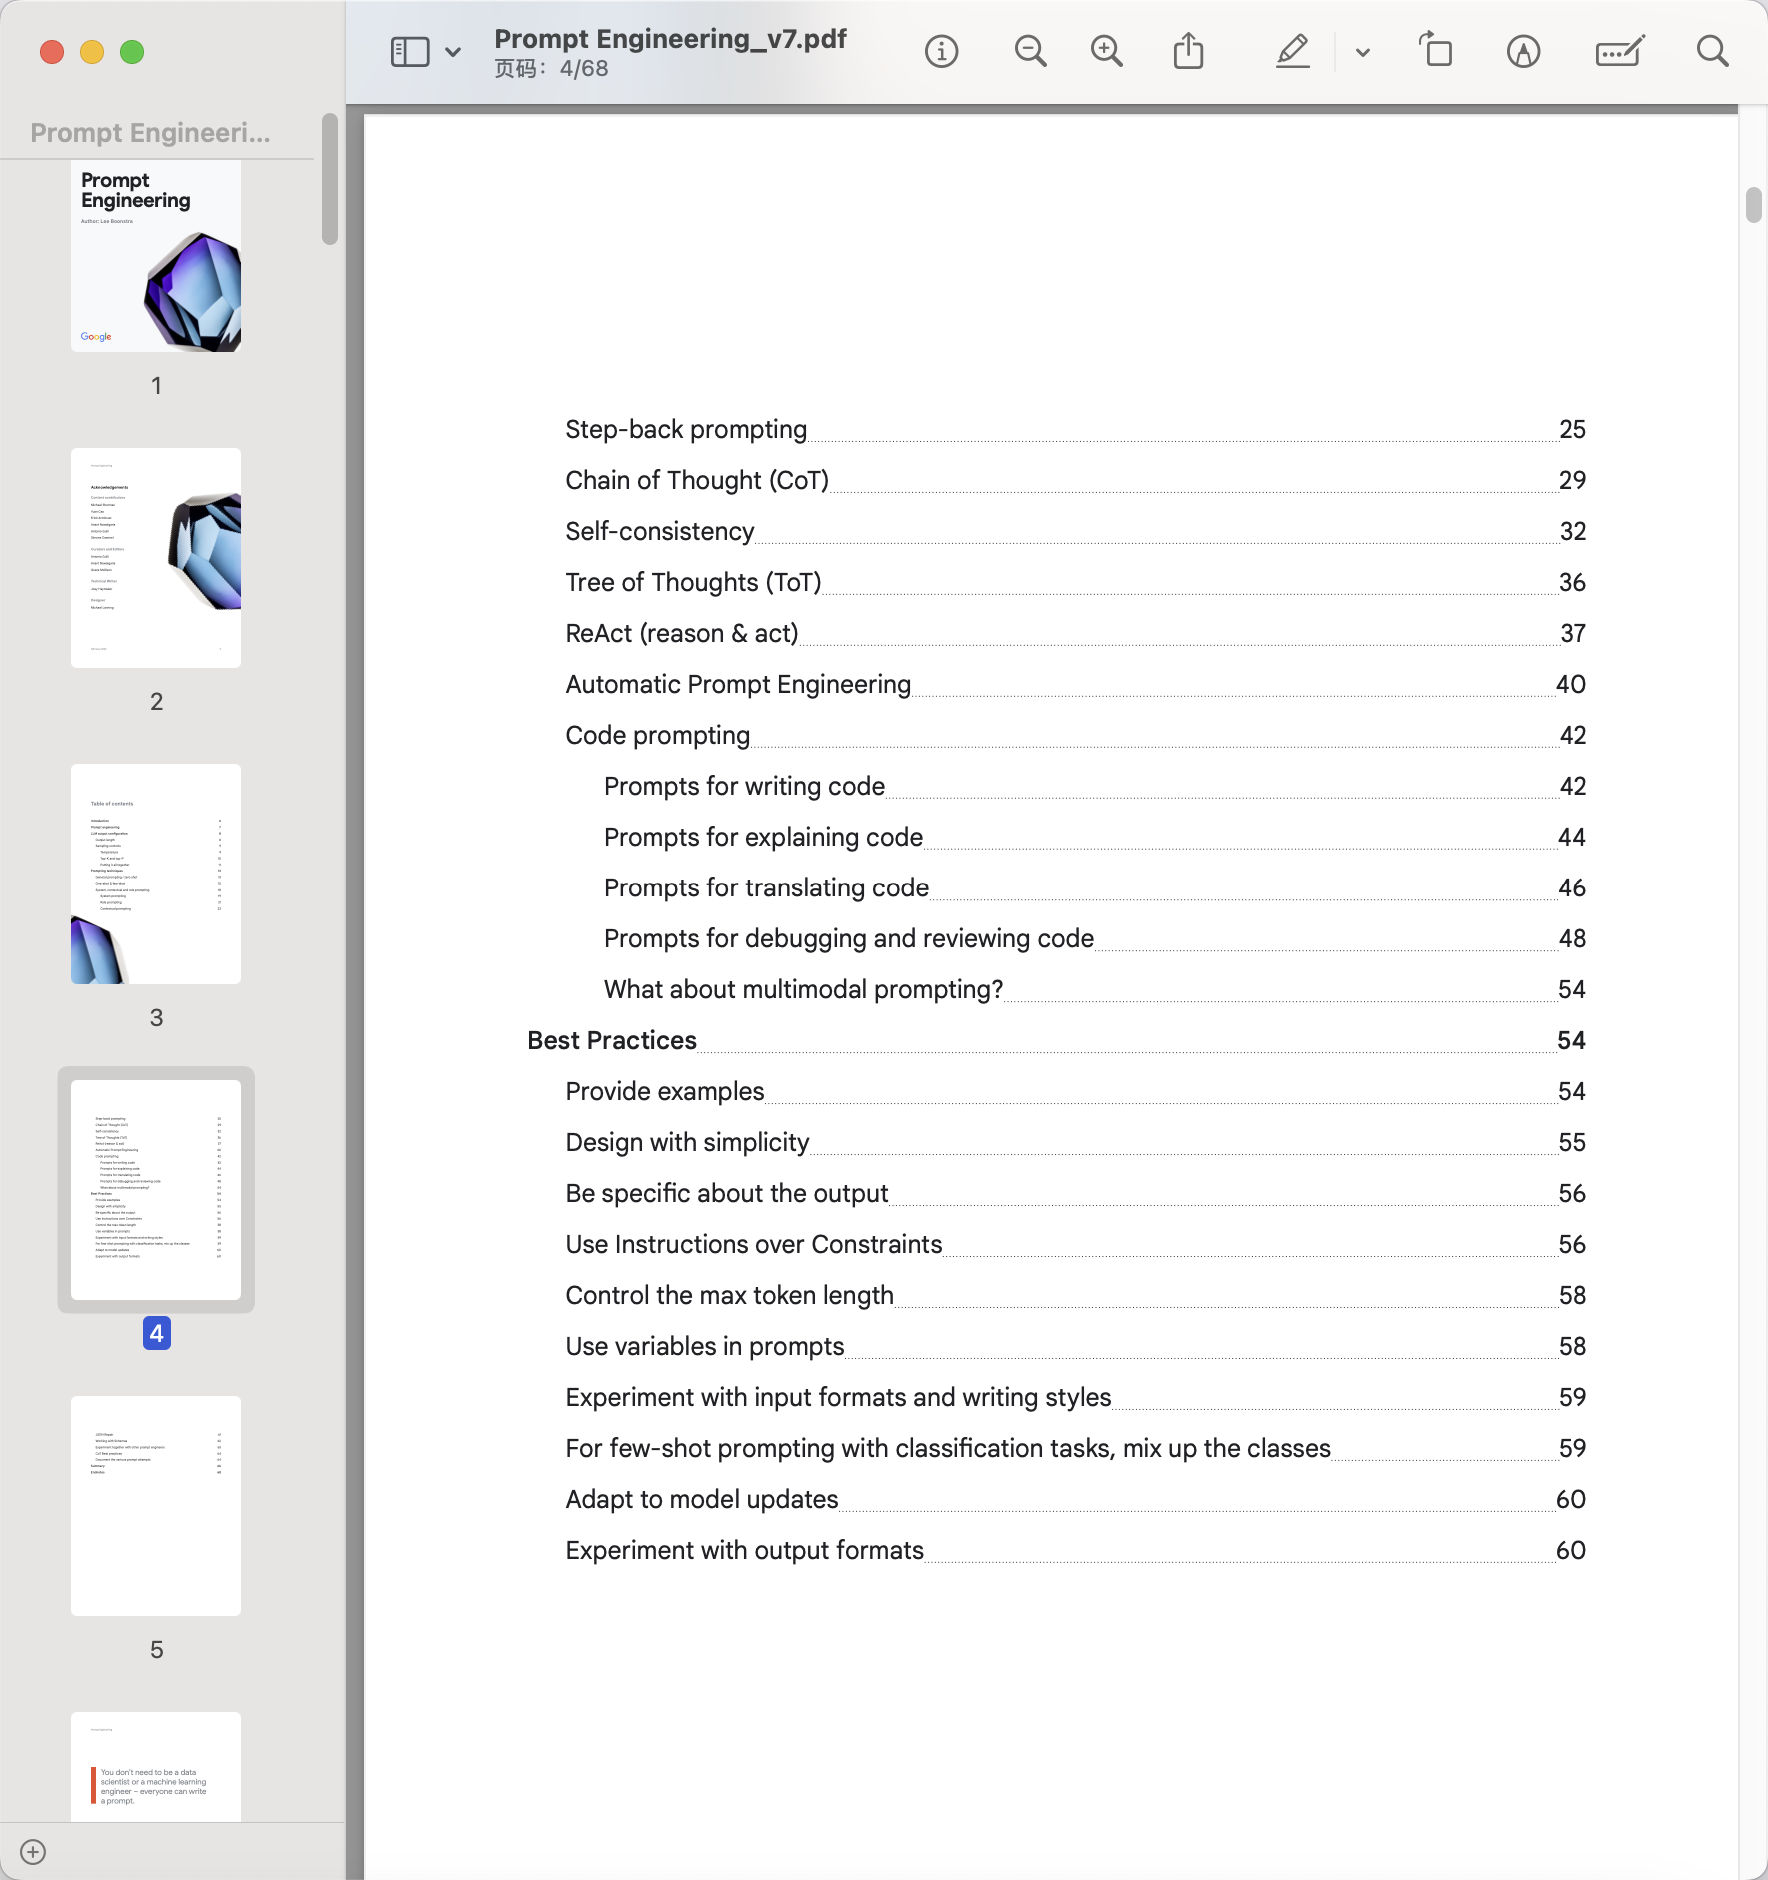 Prompt Engineering_v7.pdf
页码：4/68
Prompt Engineeri...
Prompt
Engineering
Author: Lee Boonstra
Google
1
Acknowledgements
2
Table of contents
3
4
5
You don't need to be a data
scientist or a machine learning
engineer – everyone can write
a prompt.
Step-back prompting 25
Chain of Thought (CoT) 29
Self-consistency 32
Tree of Thoughts (ToT) 36
ReAct (reason & act) 37
Automatic Prompt Engineering 40
Code prompting 42
Prompts for writing code 42
Prompts for explaining code 44
Prompts for translating code 46
Prompts for debugging and reviewing code 48
What about multimodal prompting? 54
Best Practices 54
Provide examples 54
Design with simplicity 55
Be specific about the output 56
Use Instructions over Constraints 56
Control the max token length 58
Use variables in prompts 58
Experiment with input formats and writing styles 59
For few-shot prompting with classification tasks, mix up the classes 59
Adapt to model updates 60
Experiment with output formats 60